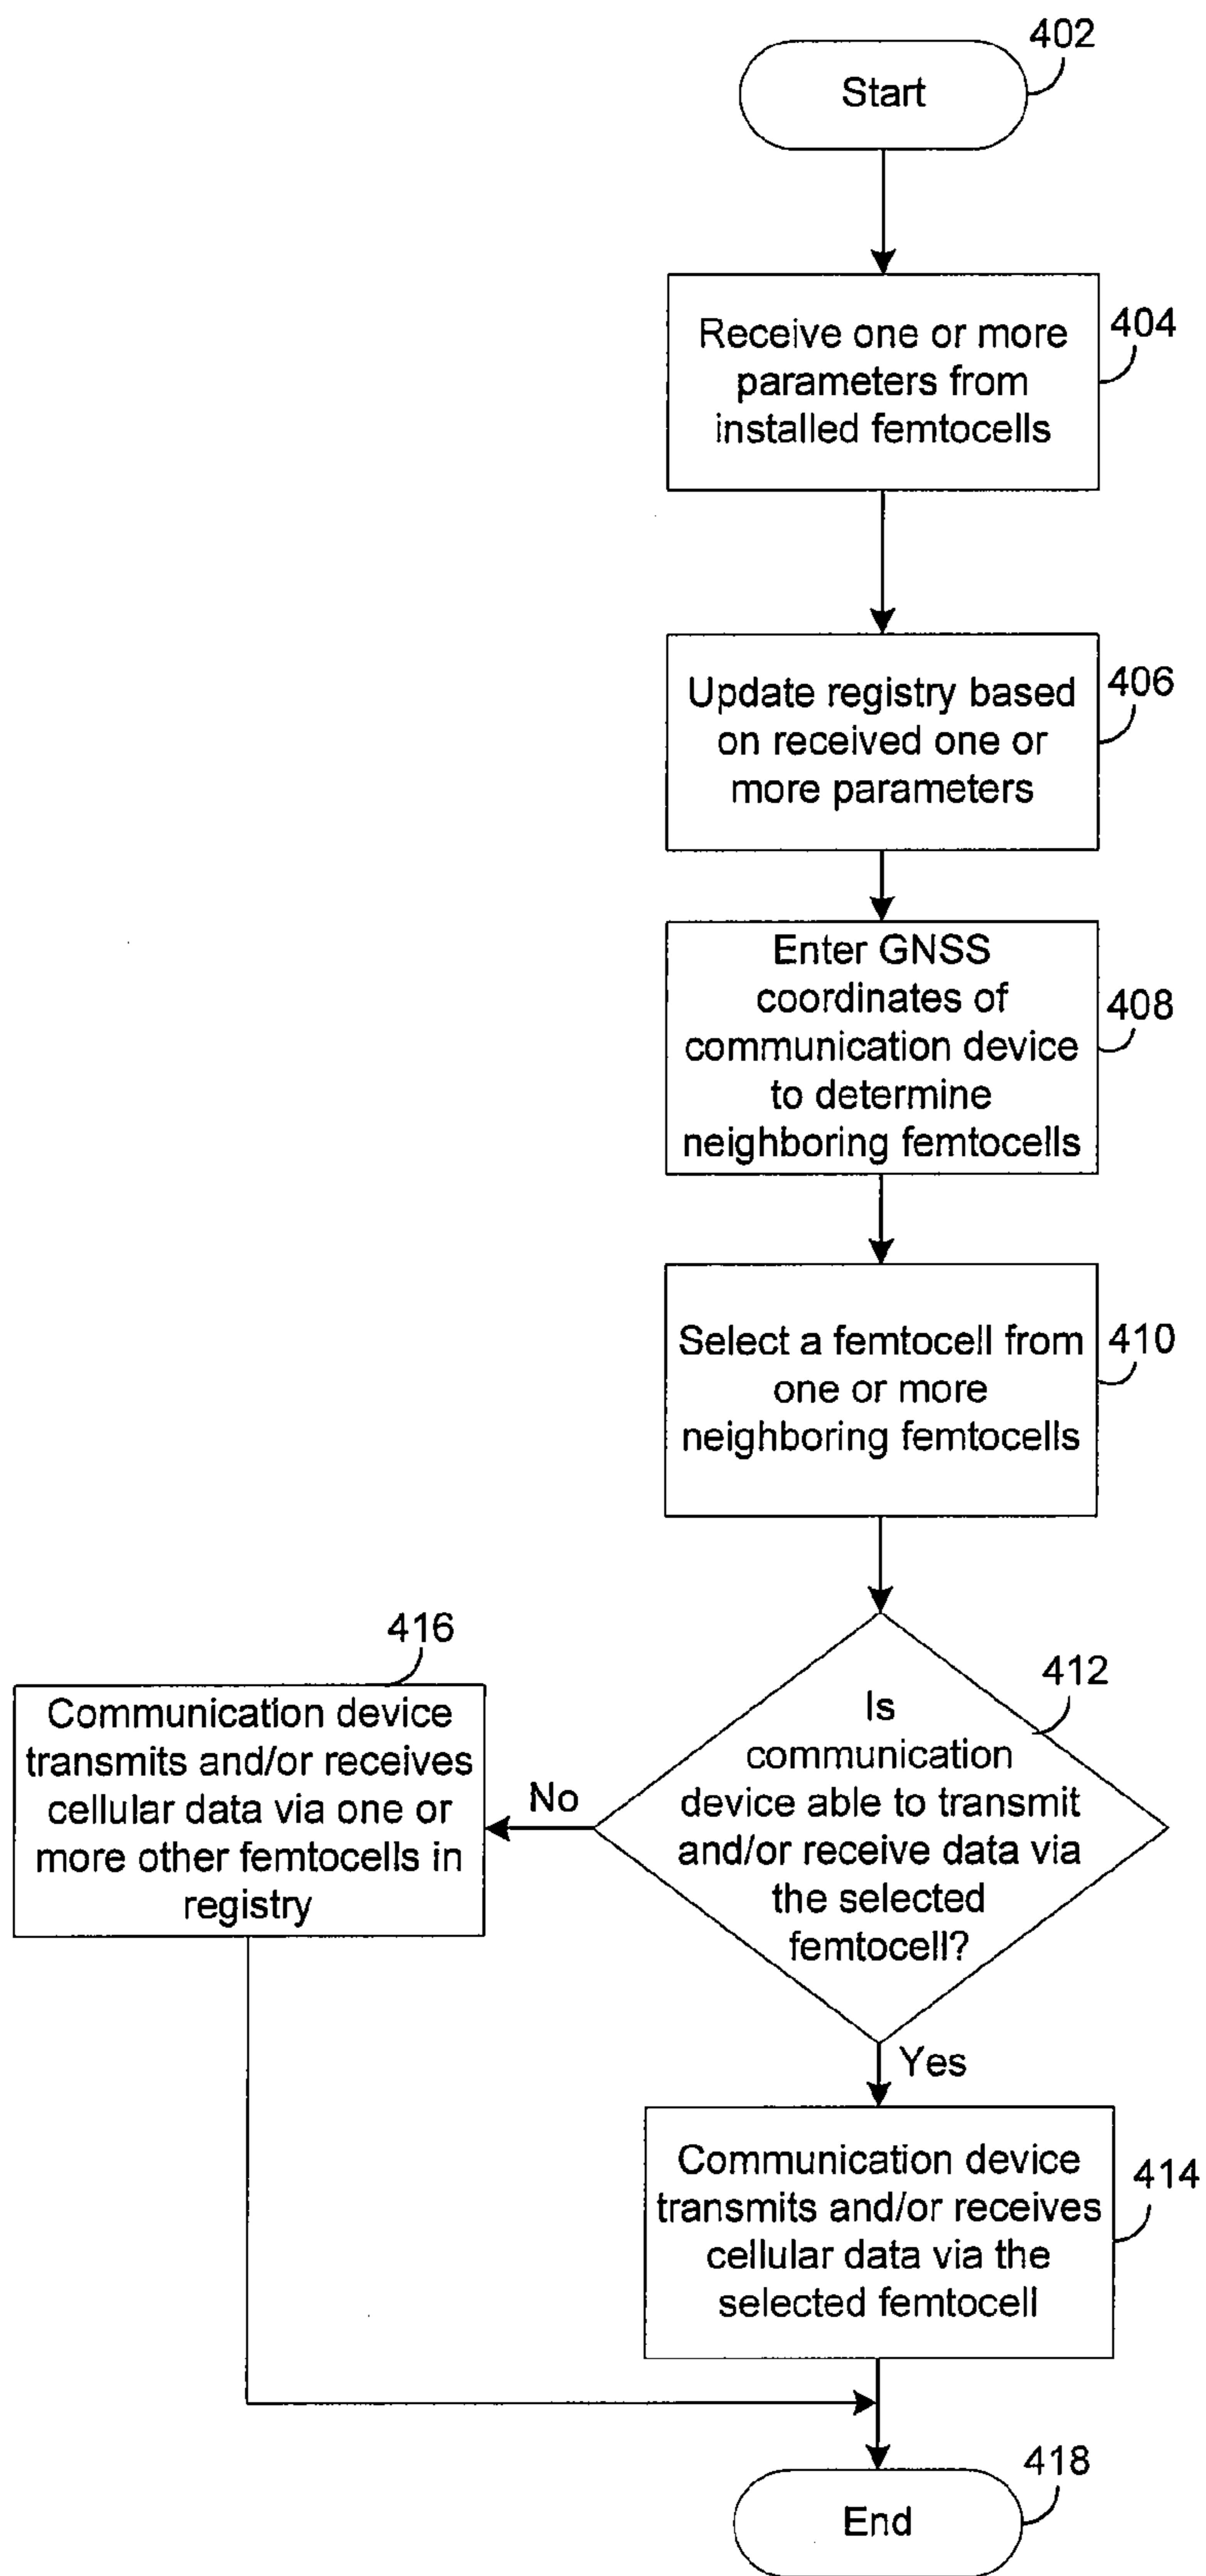 402
Start
Receive one or more
parameters from
installed femtocells
404
Update registry based
on received one or
more parameters
406
Enter GNSS
coordinates of
communication device
to determine
neighboring femtocells
408
Select a femtocell from
one or more
neighboring femtocells
410
416
Communication device
transmits and/or receives
cellular data via one or
more other femtocells in
registry
No
412
Is
communication
device able to transmit
and/or receive data via
the selected
femtocell?
Yes
Communication device
transmits and/or receives
cellular data via the
selected femtocell
414
418
End